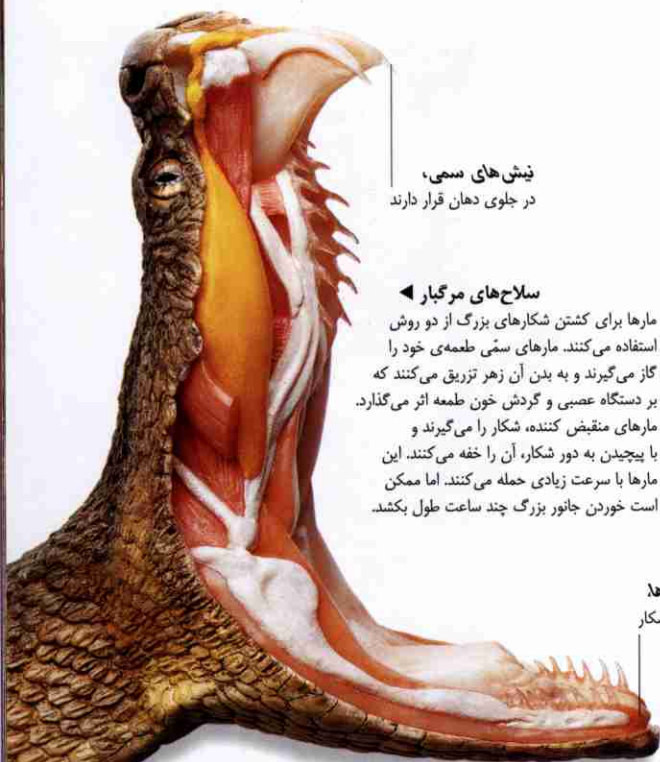 نیش‌های سمی،
در جلوی دهان قرار دارند
سلاح‌های مرگبار ◀
مارها برای کشتن شکارهای بزرگ از دو روش
استفاده می‌کنند. مارهای سمّی طعمه‌ی خود را
گاز می‌گیرند و به بدن آن زهر تزریق می‌کنند که
بر دستگاه عصبی و گردش خون طعمه اثر می‌گذارد.
مارهای منقبض کننده، شکار را می‌گیرند و
با پیچیدن به دور شکار، آن را خفه می‌کنند. این
مارها با سرعت زیادی حمله می‌کنند. اما ممکن
است خوردن جانور بزرگ چند ساعت طول بکشد.